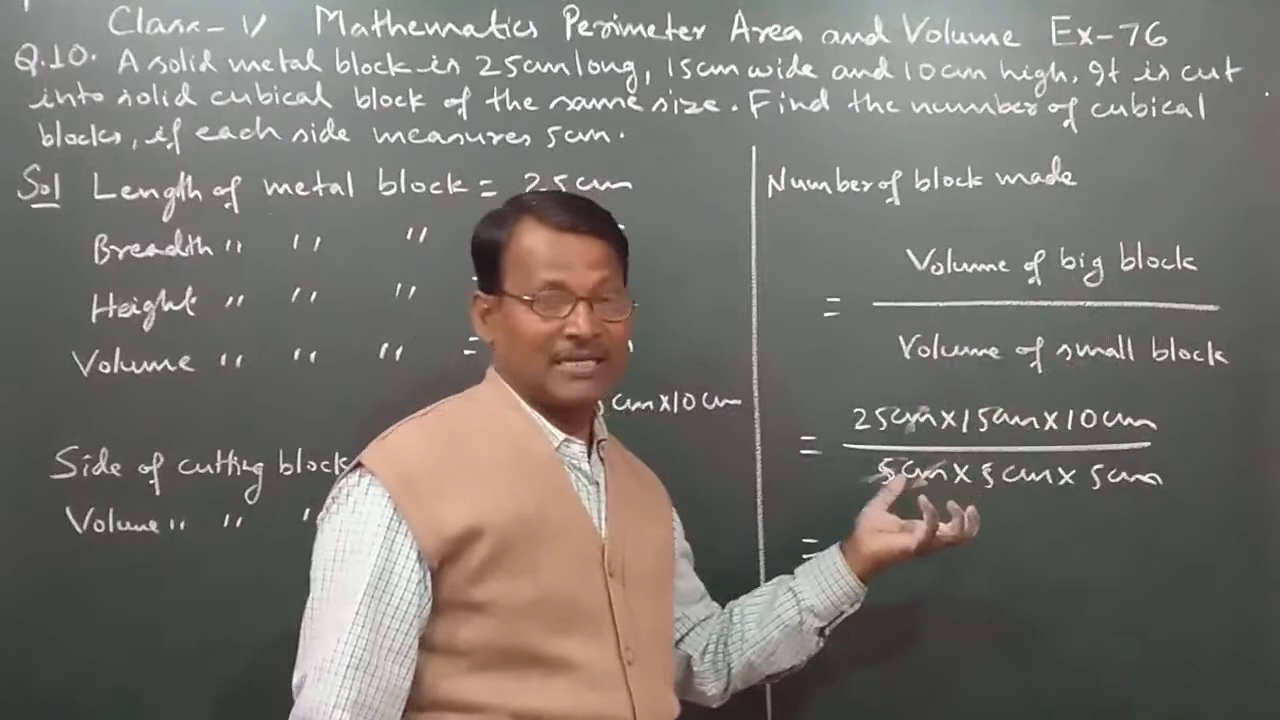 Class-V Mathematics Perimeter Area and Volume Ex-76
Q.10. A solid metal block is 25cm long, 15cm wide and 10cm high. It is cut
into solid cubical block of the same size. Find the number of cubical
blocks, if each side measures 5cm.
Sol Length of metal block = 25cm
Breadth " " "
Height " " "
Volume " " " =
cm×10cm
Side of cutting block
Volume " " "
Number of block made
= Volume of big block
Volume of small block
= 25cm×15cm×10cm
5cm×5cm×5cm
=